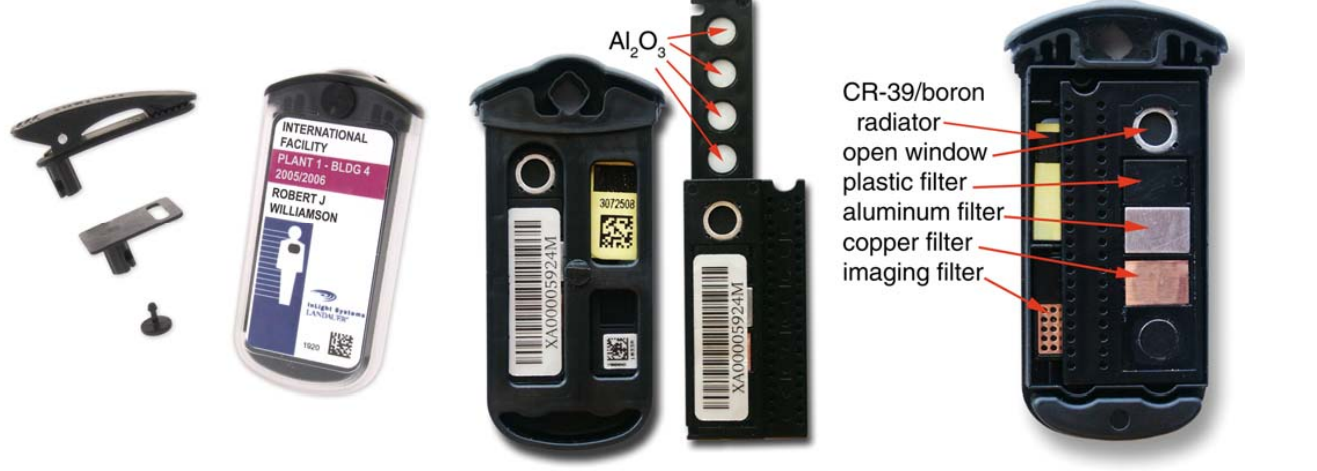 INTERNATIONAL
FACILITY
PLANT 1 - BLDG 4
2005/2006
ROBERT J
WILLIAMSON
InLight Systems
LANDAUER
1920
XA00005924M
3072508
Al₂O₃
XA00005924M
CR-39/boron
radiator
open window
plastic filter
aluminum filter
copper filter
imaging filter